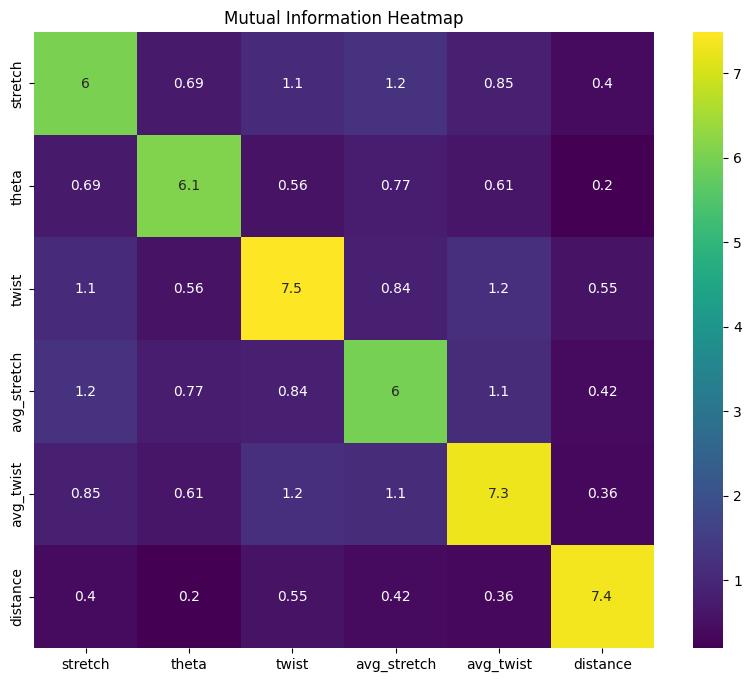 Mutual Information Heatmap
stretch 6 0.69 1.1 1.2 0.85 0.4
theta 0.69 6.1 0.56 0.77 0.61 0.2
twist 1.1 0.56 7.5 0.84 1.2 0.55
avg_stretch 1.2 0.77 0.84 6 1.1 0.42
avg_twist 0.85 0.61 1.2 1.1 7.3 0.36
distance 0.4 0.2 0.55 0.42 0.36 7.4
stretch theta twist avg_stretch avg_twist distance
7
6
5
4
3
2
1